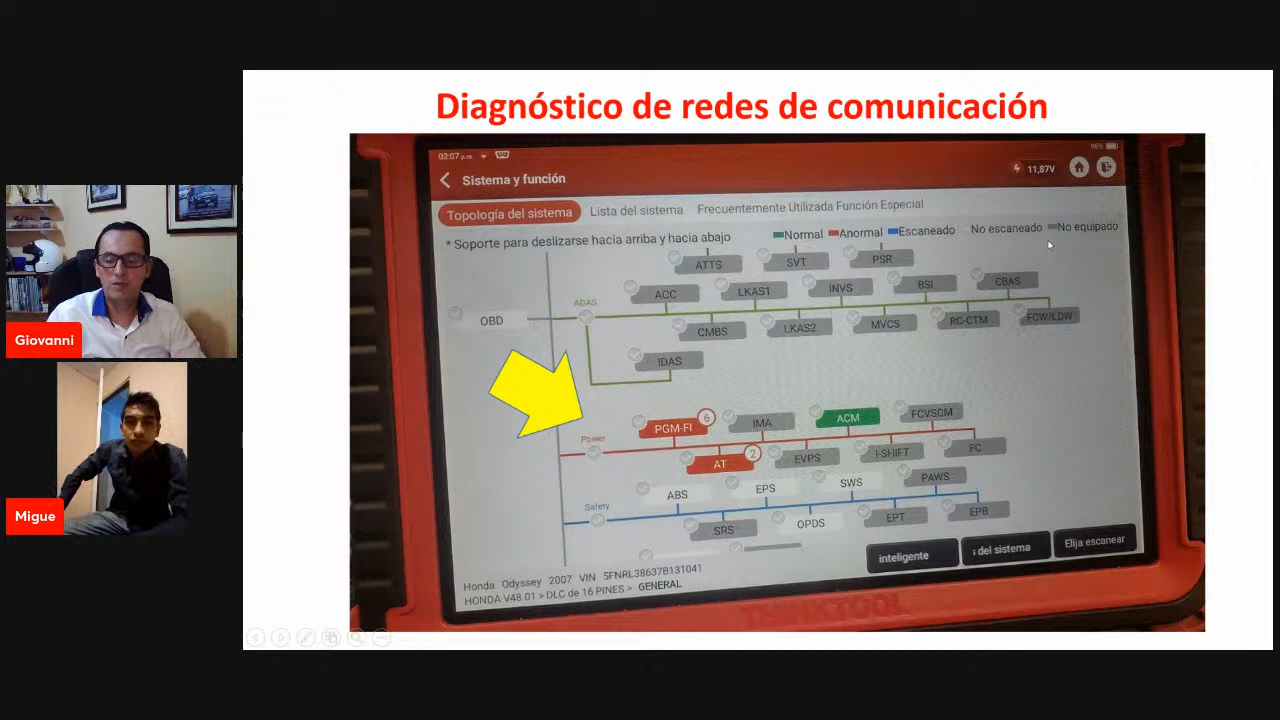 Diagnóstico de redes de comunicación
02:07 p.m
98%
Sistema y función
11,87V
Topología del sistema Lista del sistema Frecuentemente Utilizada Función Especial
* Soporte para deslizarse hacia arriba y hacia abajo
Normal Anormal Escaneado No escaneado No equipado
ATTS SVT PSR
ADAS
ACC LKAS1 INVS BSI CBAS
OBD
CMBS LKAS2 MVCS RC-CTM FCW/LDW
IDAS
Giovanni
PGM-FI 6 IMA ACM FCVSCM
Power
AT 2 EVPS I-SHIFT FC
ABS EPS SWS PAWS
Safety
SRS OPDS EPT EPB
Migue
inteligente del sistema Elija escanear
Honda Odyssey 2007 VIN 5FNRL38637B131041
HONDA V48.01 > DLC de 16 PINES > GENERAL